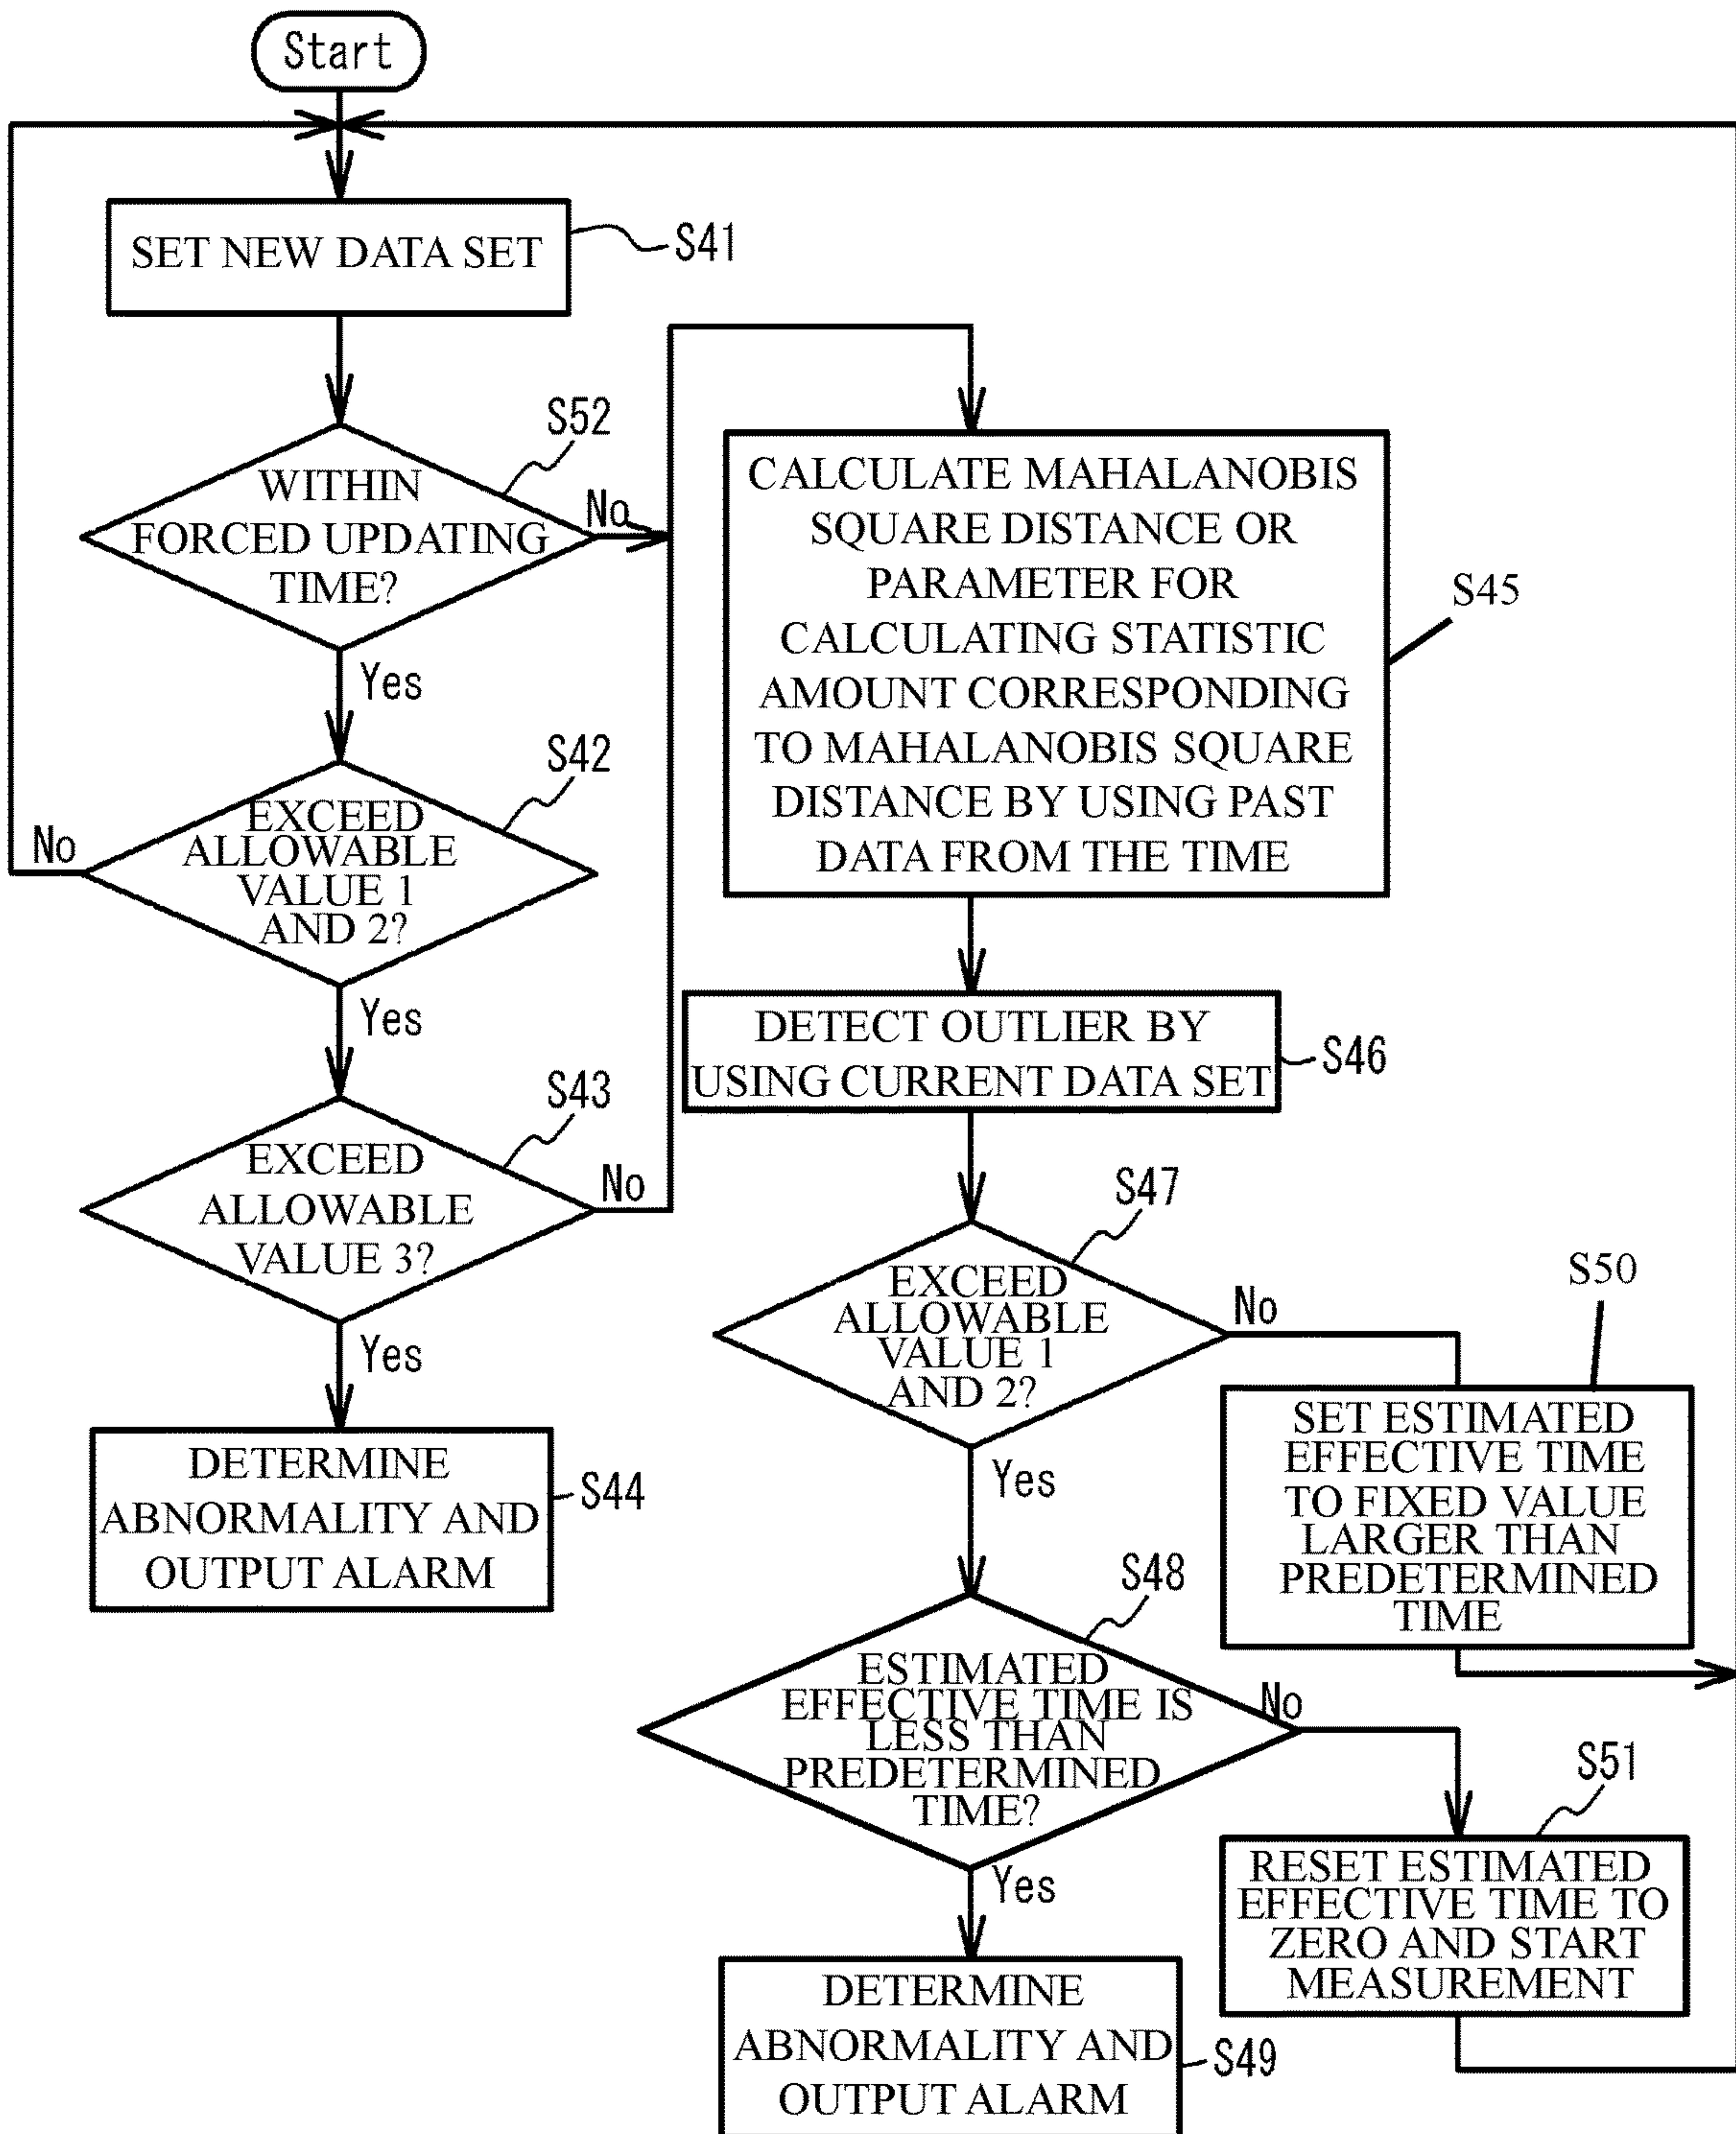 Start
SET NEW DATA SET
S41
S52
WITHIN
FORCED UPDATING
TIME?
No
Yes
S42
EXCEED
ALLOWABLE
VALUE 1
AND 2?
No
Yes
S43
EXCEED
ALLOWABLE
VALUE 3?
No
Yes
DETERMINE
ABNORMALITY AND
OUTPUT ALARM
S44
CALCULATE MAHALANOBIS
SQUARE DISTANCE OR
PARAMETER FOR
CALCULATING STATISTIC
AMOUNT CORRESPONDING
TO MAHALANOBIS SQUARE
DISTANCE BY USING PAST
DATA FROM THE TIME
S45
DETECT OUTLIER BY
USING CURRENT DATA SET
S46
S47
EXCEED
ALLOWABLE
VALUE 1
AND 2?
No
Yes
S50
SET ESTIMATED
EFFECTIVE TIME
TO FIXED VALUE
LARGER THAN
PREDETERMINED
TIME
S48
ESTIMATED
EFFECTIVE TIME IS
LESS THAN
PREDETERMINED
TIME?
No
Yes
S51
RESET ESTIMATED
EFFECTIVE TIME TO
ZERO AND START
MEASUREMENT
DETERMINE
ABNORMALITY AND
OUTPUT ALARM
S49